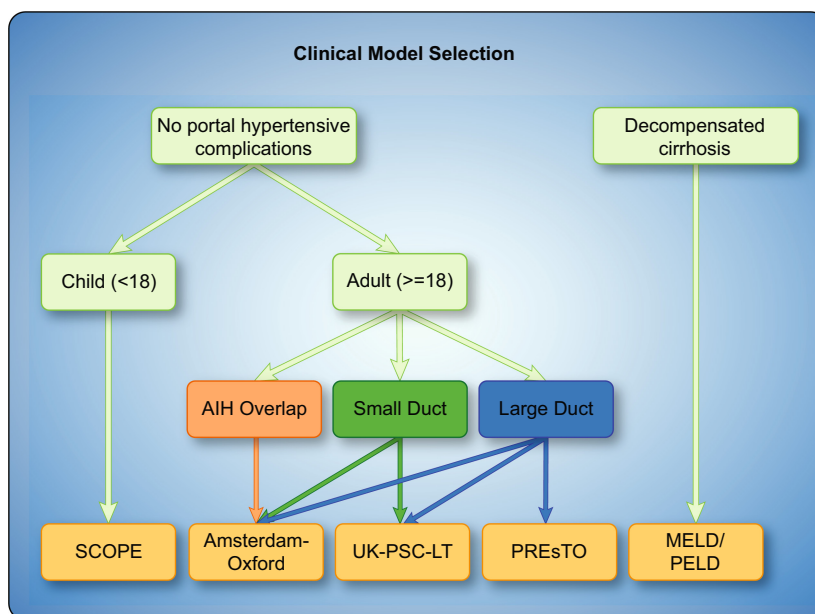 Clinical Model Selection
No portal hypertensive
complications
Decompensated
cirrhosis
Child (<18)
Adult (>=18)
AIH Overlap
Small Duct
Large Duct
SCOPE
Amsterdam-
Oxford
UK-PSC-LT
PREsTO
MELD/
PELD